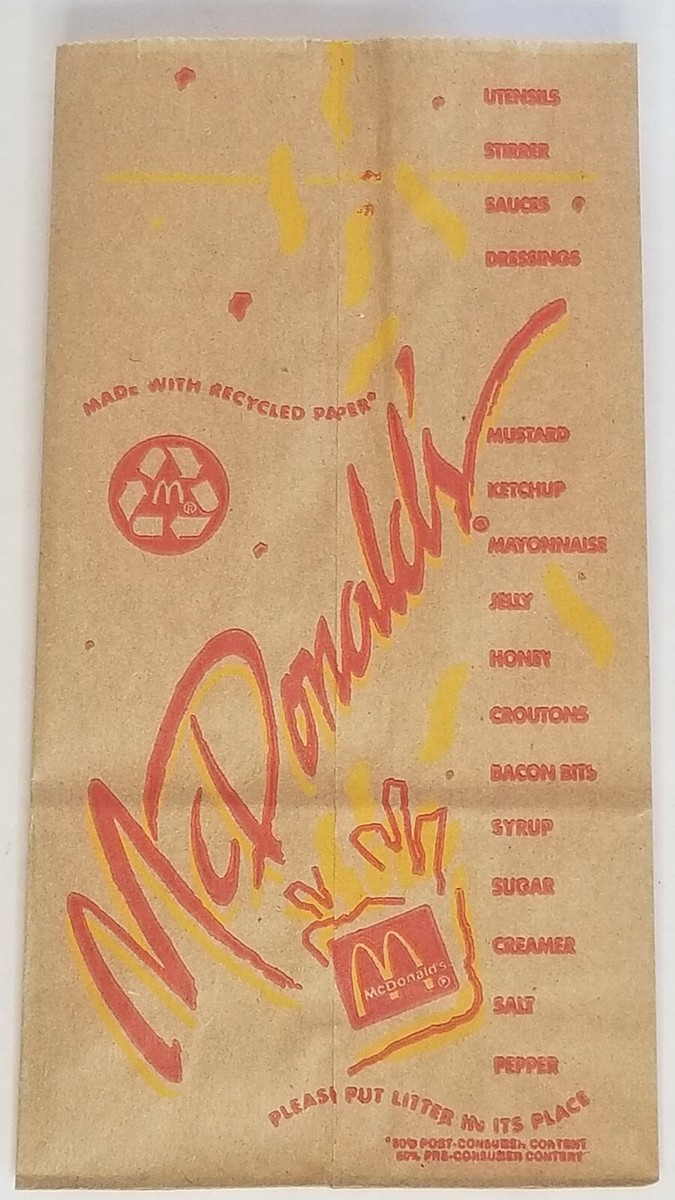 UTENSILS
STIRRER
SAUCES
DRESSINGS
MADE WITH RECYCLED PAPER*
M®
McDonald's®
MUSTARD
KETCHUP
MAYONNAISE
JELLY
HONEY
CROUTONS
BACON BITS
SYRUP
SUGAR
CREAMER
McDonald's®
SALT
PEPPER
PLEASE PUT LITTER IN ITS PLACE
*50% POST-CONSUMER CONTENT
50% PRE-CONSUMER CONTENT